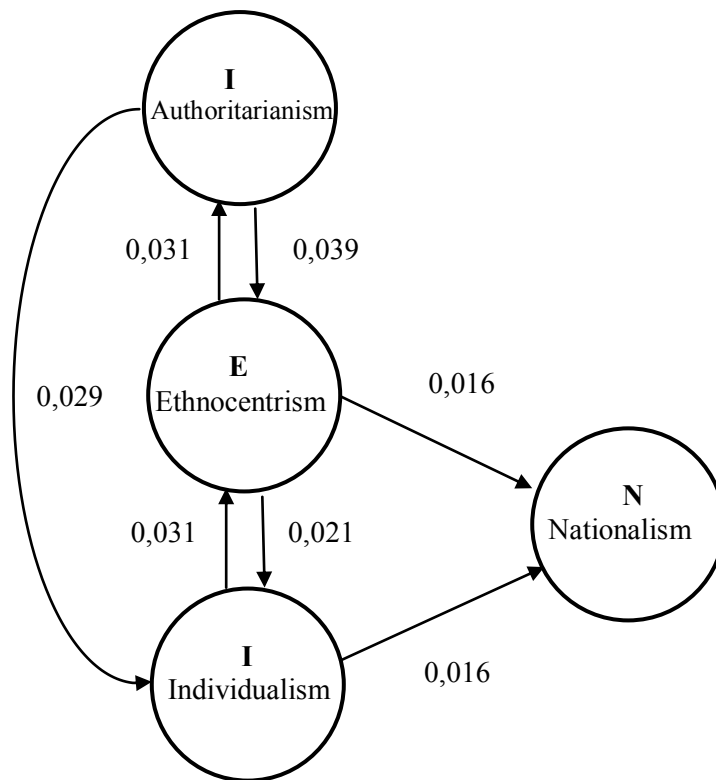 I
Authoritarianism
0,031
0,039
E
Ethnocentrism
0,029
0,016
N
Nationalism
0,031
0,021
I
Individualism
0,016